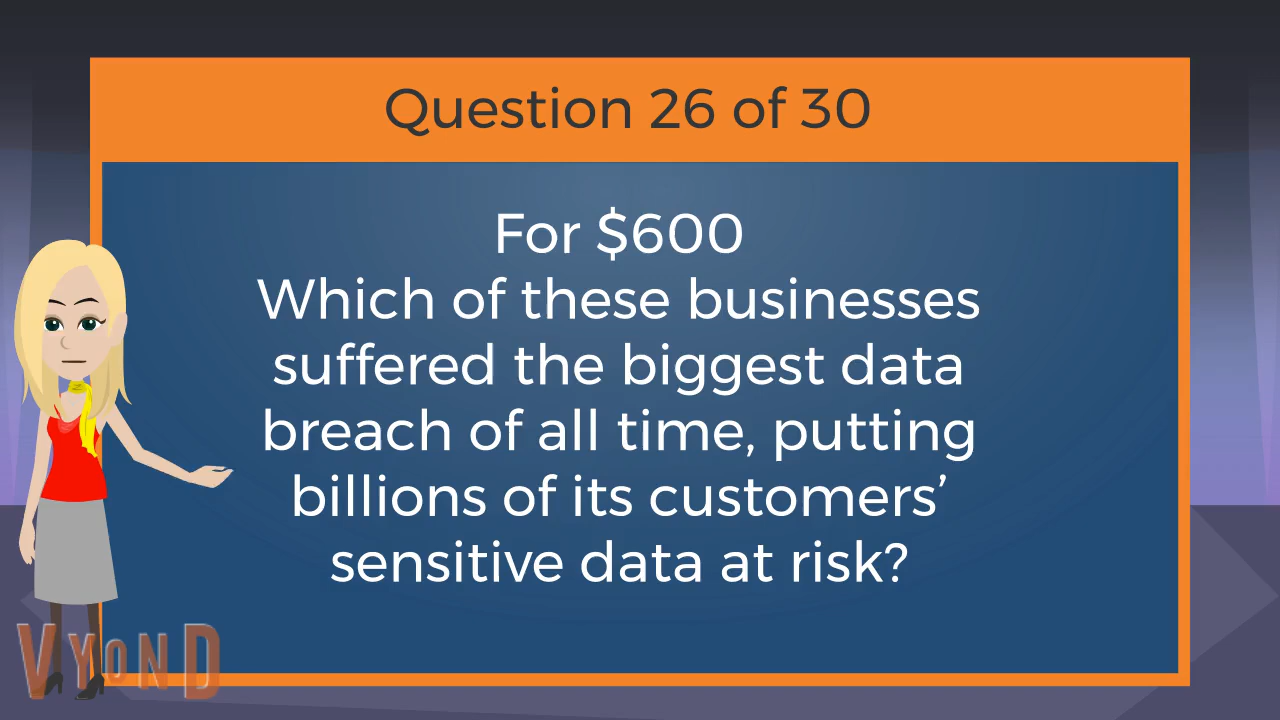 Question 26 of 30
For $600
Which of these businesses
suffered the biggest data
breach of all time, putting
billions of its customers’
sensitive data at risk?
VYOND